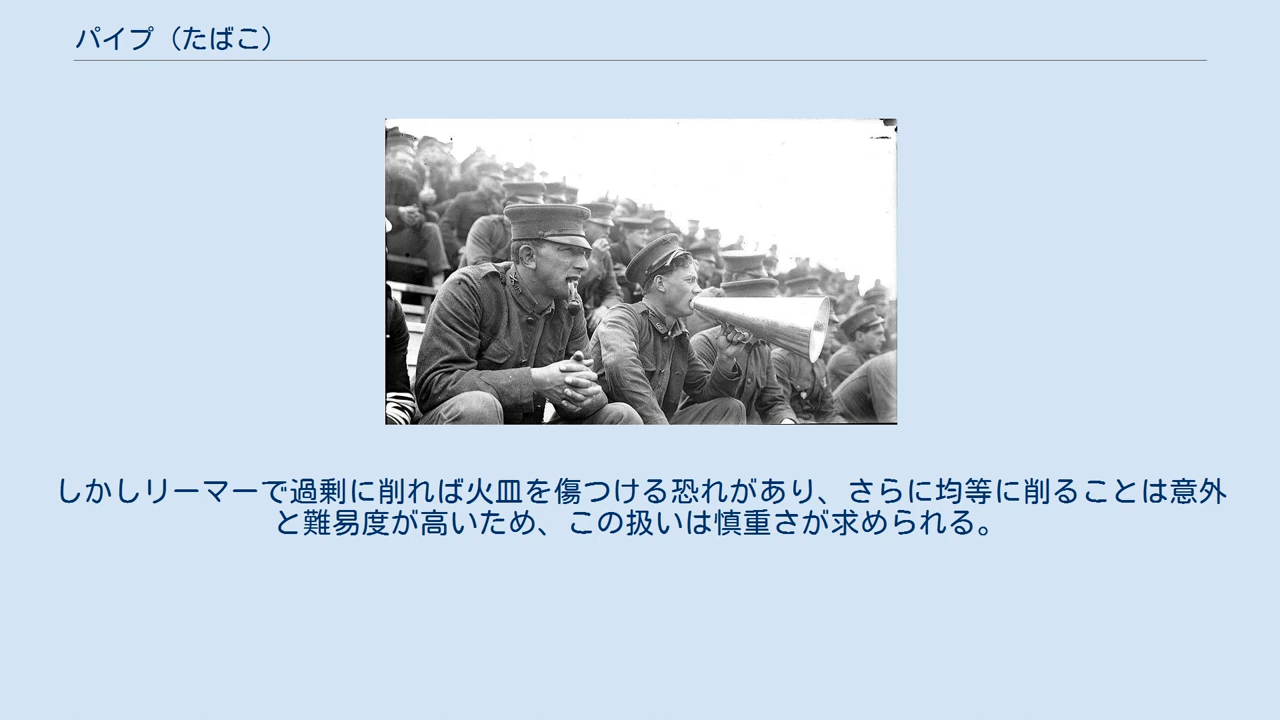 パイプ（たばこ）
しかしリーマーで過剰に削れば火皿を傷つける恐れがあり、さらに均等に削ることは意外
と難易度が高いため、この扱いは慎重さが求められる。